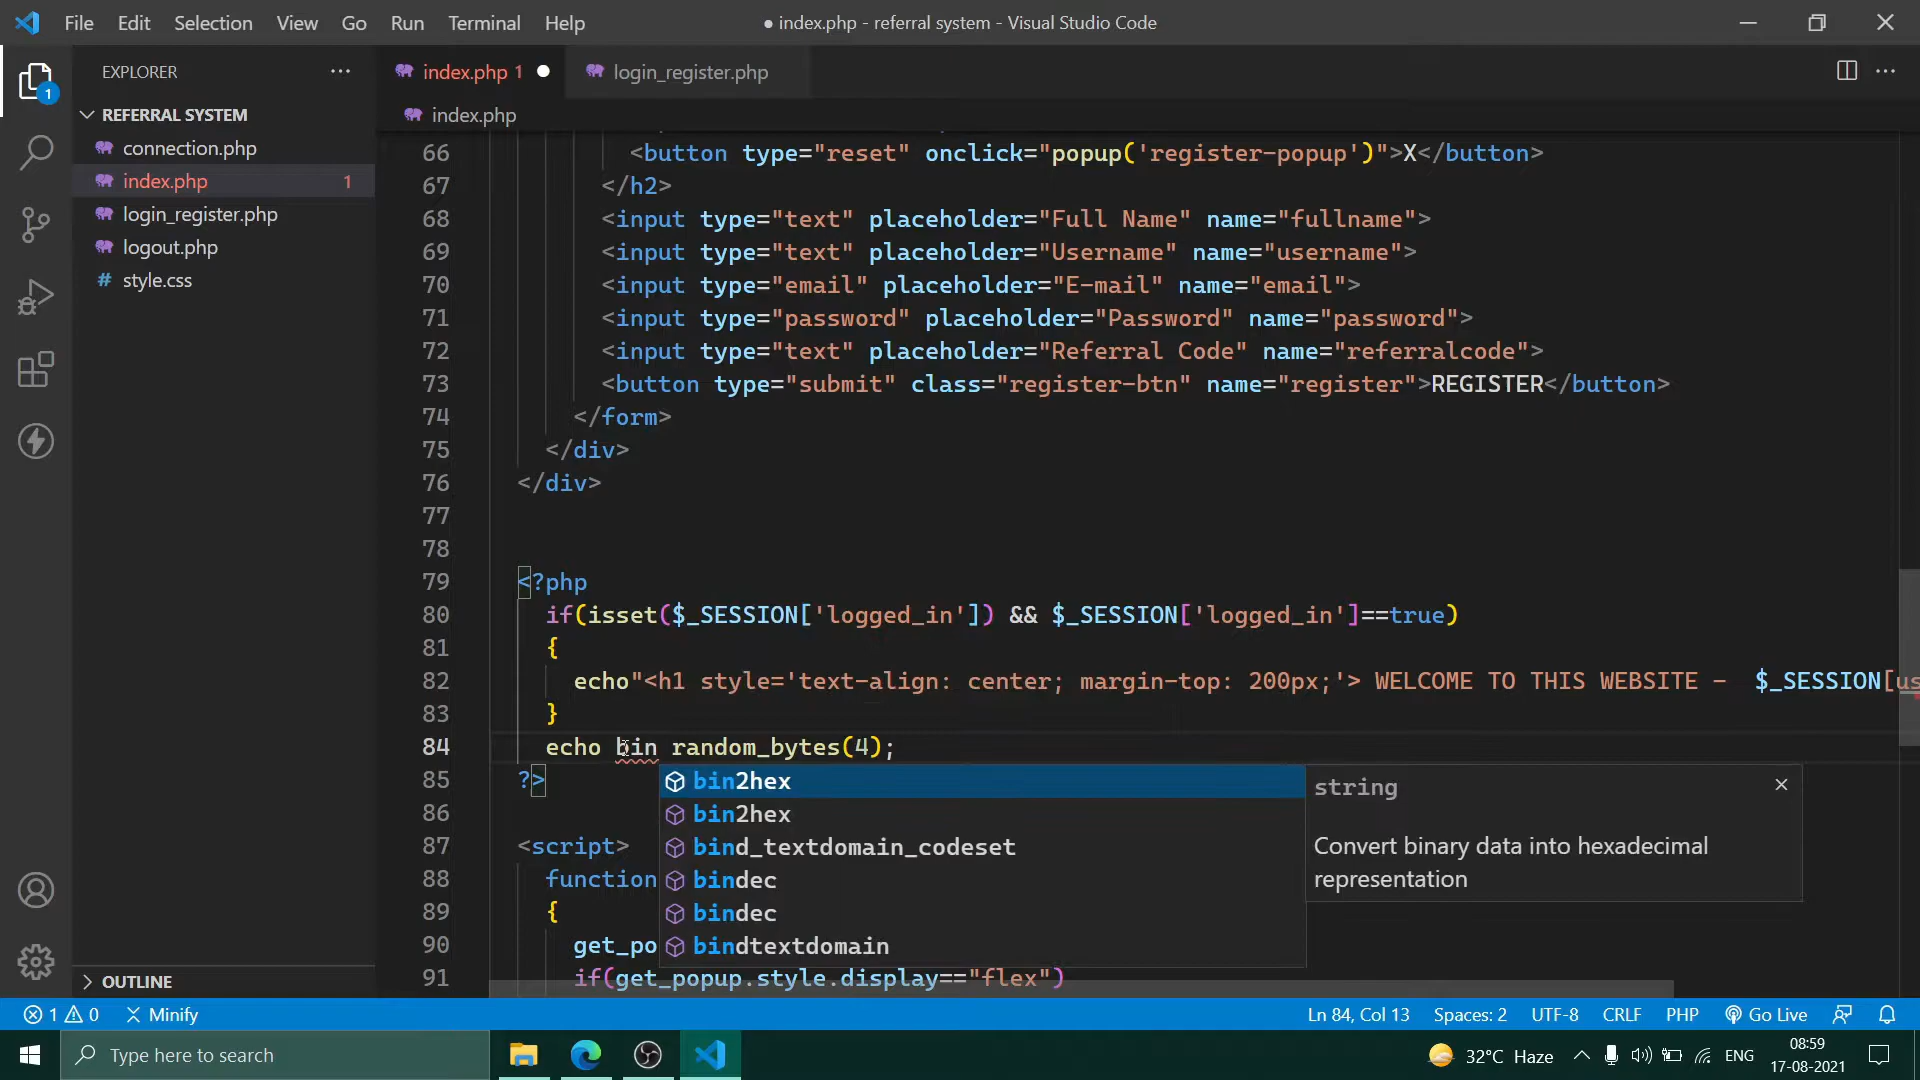 File Edit Selection View Go Run Terminal Help
● index.php - referral system - Visual Studio Code
EXPLORER
index.php 1
login_register.php
REFERRAL SYSTEM
connection.php
index.php 1
login_register.php
logout.php
# style.css
OUTLINE
1
index.php
66 <button type="reset" onclick="popup('register-popup')">X</button>
67 </h2>
68 <input type="text" placeholder="Full Name" name="fullname">
69 <input type="text" placeholder="Username" name="username">
70 <input type="email" placeholder="E-mail" name="email">
71 <input type="password" placeholder="Password" name="password">
72 <input type="text" placeholder="Referral Code" name="referralcode">
73 <button type="submit" class="register-btn" name="register">REGISTER</button>
74 </form>
75 </div>
76 </div>
77
78
79 <?php
80 if(isset($_SESSION['logged_in']) && $_SESSION['logged_in']==true)
81 {
82 echo"<h1 style='text-align: center; margin-top: 200px;'> WELCOME TO THIS WEBSITE - $_SESSION[us
83 }
84 echo bin random_bytes(4);
85 ?>
86
87 <script>
88 function
89 {
90 get_po
91 if(get_popup.style.display=="flex")
bin2hex
bin2hex
bind_textdomain_codeset
bindec
bindec
bindtextdomain
string
Convert binary data into hexadecimal
representation
1 0 Minify
Ln 84, Col 13 Spaces: 2 UTF-8 CRLF PHP Go Live
Type here to search
32°C Haze
ENG
08:59
17-08-2021